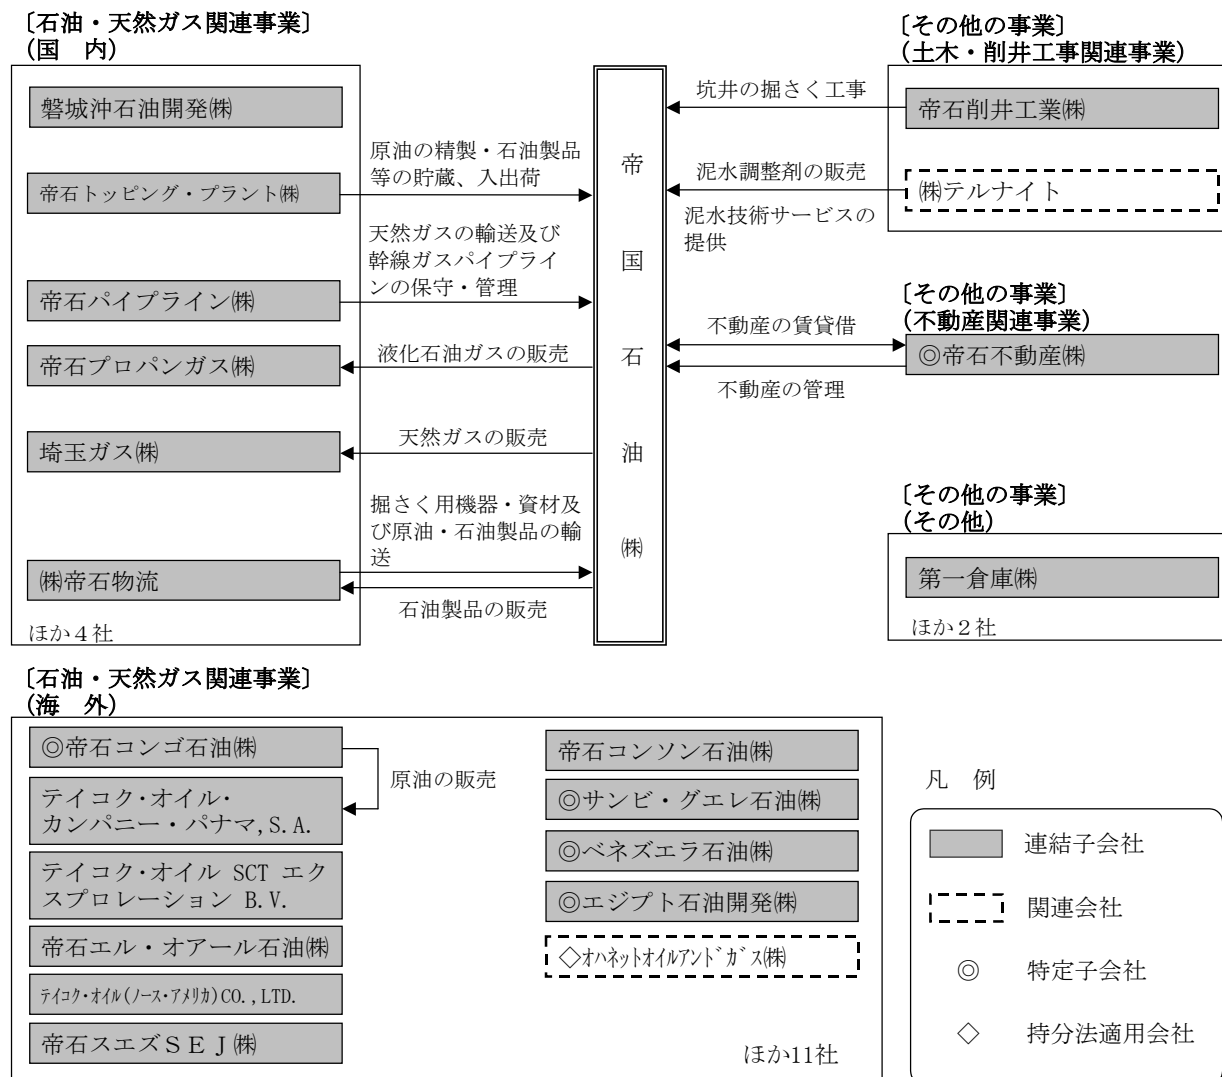 〔石油・天然ガス関連事業〕
(国　内)
磐城沖石油開発㈱
帝石トッピング・プラント㈱
帝石パイプライン㈱
帝石プロパンガス㈱
埼玉ガス㈱
㈱帝石物流
ほか４社
原油の精製・石油製品
等の貯蔵、入出荷
天然ガスの輸送及び
幹線ガスパイプライ
ンの保守・管理
液化石油ガスの販売
天然ガスの販売
掘さく用機器・資材及
び原油・石油製品の輸
送
石油製品の販売
帝国石油㈱
坑井の掘さく工事
泥水調整剤の販売
泥水技術サービスの
提供
不動産の賃貸借
不動産の管理
〔その他の事業〕
(土木・削井工事関連事業)
帝石削井工業㈱
㈱テルナイト
〔その他の事業〕
(不動産関連事業)
◎帝石不動産㈱
〔その他の事業〕
(その他)
第一倉庫㈱
ほか２社
〔石油・天然ガス関連事業〕
(海　外)
◎帝石コンゴ石油㈱
テイコク・オイル・
カンパニー・パナマ,S.A.
テイコク・オイル SCT エク
スプロレーション B.V.
帝石エル・オアール石油㈱
テイコク・オイル(ノース・アメリカ)CO.,LTD.
帝石スエズＳＥＪ㈱
原油の販売
帝石コンソン石油㈱
◎サンビ・グエレ石油㈱
◎ベネズエラ石油㈱
◎エジプト石油開発㈱
◇オハネットオイルアンドガス㈱
ほか11社
凡　例
連結子会社
関連会社
◎　特定子会社
◇　持分法適用会社